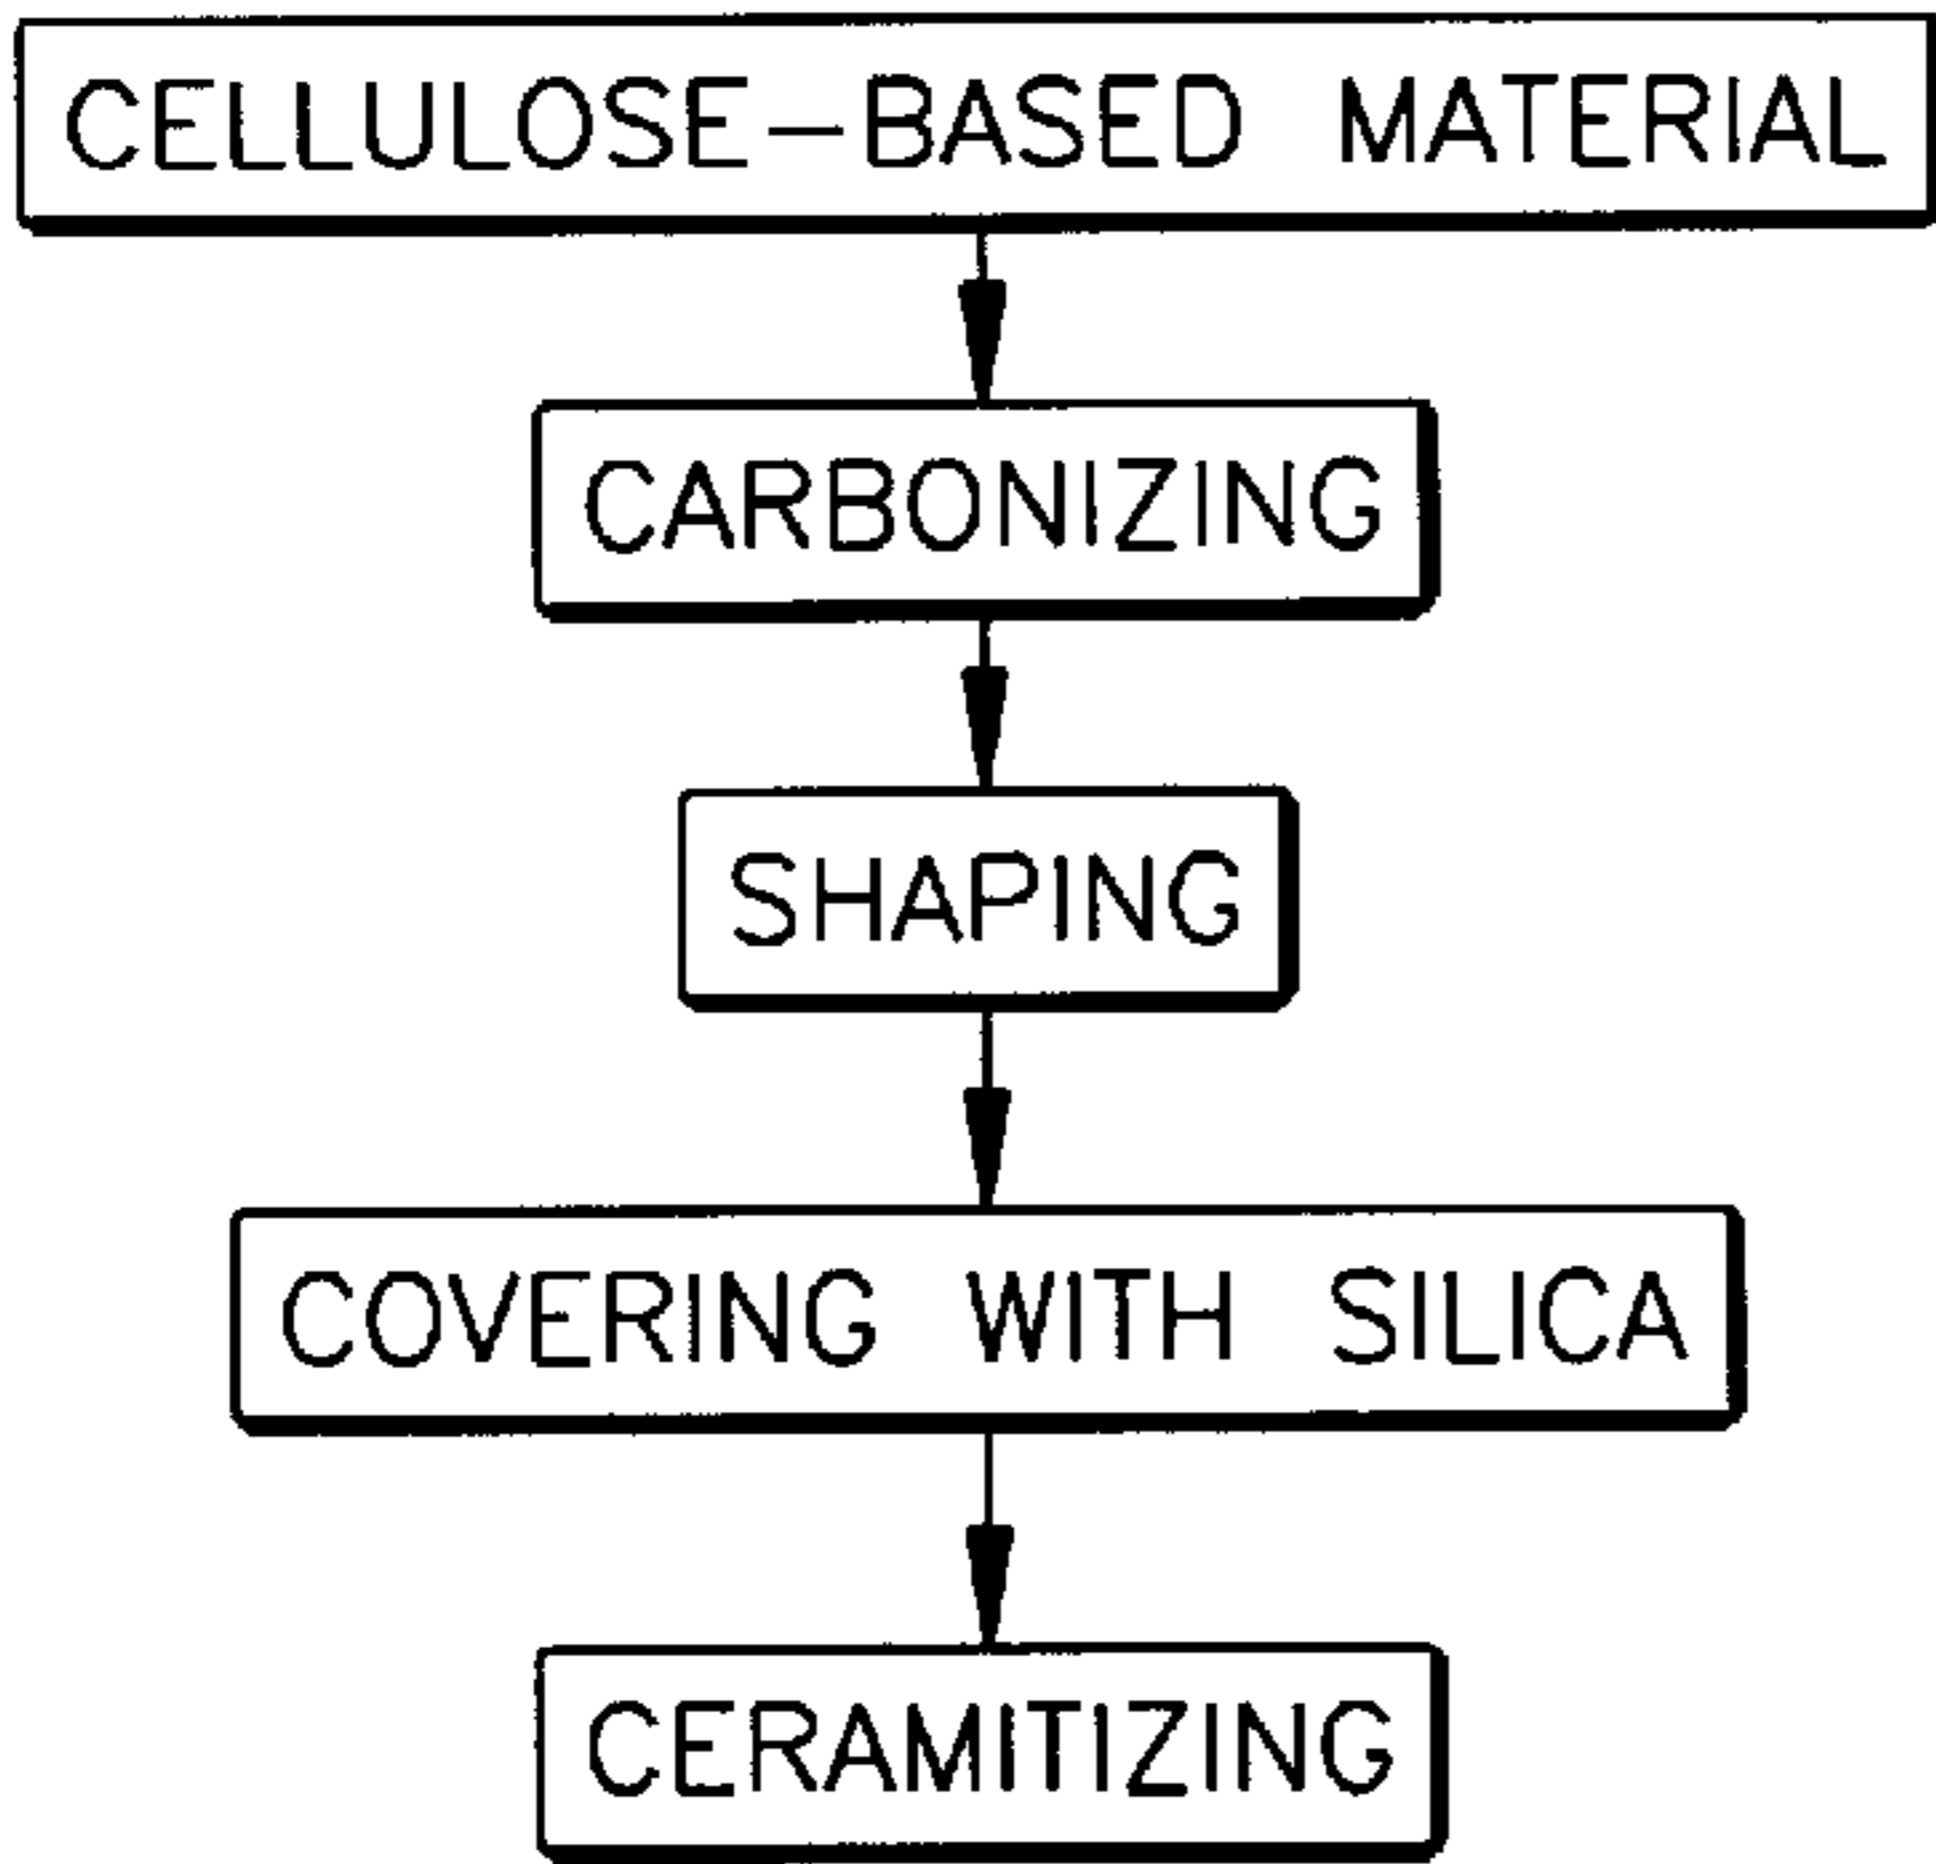 CELLULOSE-BASED MATERIAL
CARBONIZING
SHAPING
COVERING WITH SILICA
CERAMITIZING